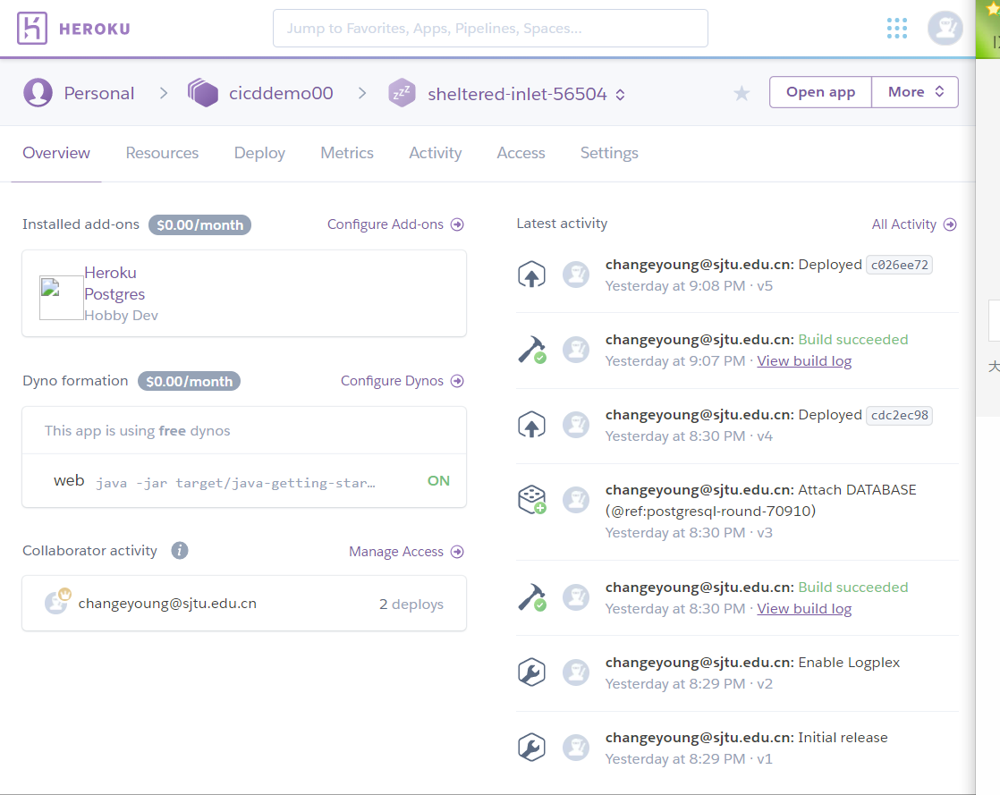 HEROKU
Jump to Favorites, Apps, Pipelines, Spaces...
Personal
cicddemo00
zzZ
sheltered-inlet-56504
Open app
More
Overview
Resources
Deploy
Metrics
Activity
Access
Settings
Installed add-ons
$0.00/month
Configure Add-ons
Heroku
Postgres
Hobby Dev
Dyno formation
$0.00/month
Configure Dynos
This app is using free dynos
web java -jar target/java-getting-star…
ON
Collaborator activity
i
Manage Access
changeyoung@sjtu.edu.cn
2 deploys
Latest activity
All Activity
changeyoung@sjtu.edu.cn: Deployed c026ee72
Yesterday at 9:08 PM · v5
changeyoung@sjtu.edu.cn: Build succeeded
Yesterday at 9:07 PM · View build log
changeyoung@sjtu.edu.cn: Deployed cdc2ec98
Yesterday at 8:30 PM · v4
changeyoung@sjtu.edu.cn: Attach DATABASE
(@ref:postgresql-round-70910)
Yesterday at 8:30 PM · v3
changeyoung@sjtu.edu.cn: Build succeeded
Yesterday at 8:30 PM · View build log
changeyoung@sjtu.edu.cn: Enable Logplex
Yesterday at 8:29 PM · v2
changeyoung@sjtu.edu.cn: Initial release
Yesterday at 8:29 PM · v1